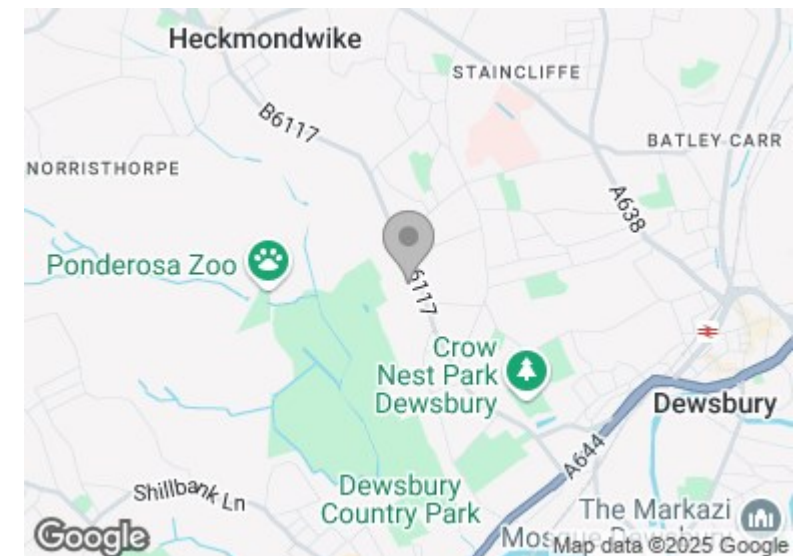 Heckmondwike
STAINCLIFFE
B6117
BATLEY CARR
NORRISTHORPE
A638
Ponderosa Zoo
6117
Crow
Nest Park
Dewsbury
Dewsbury
A644
Shillbank Ln
Dewsbury
Country Park
The Markazi
Google
Map data ©2025 Google